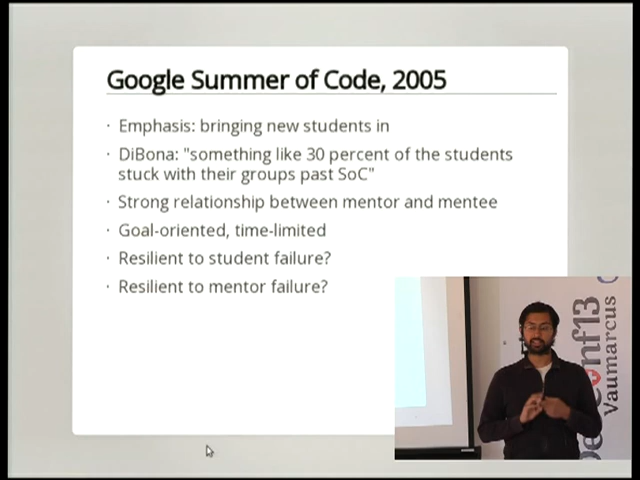 Google Summer of Code, 2005
· Emphasis: bringing new students in
· DiBona: "something like 30 percent of the students
stuck with their groups past SoC"
· Strong relationship between mentor and mentee
· Goal-oriented, time-limited
· Resilient to student failure?
· Resilient to mentor failure?
nf13
Vaumarcus